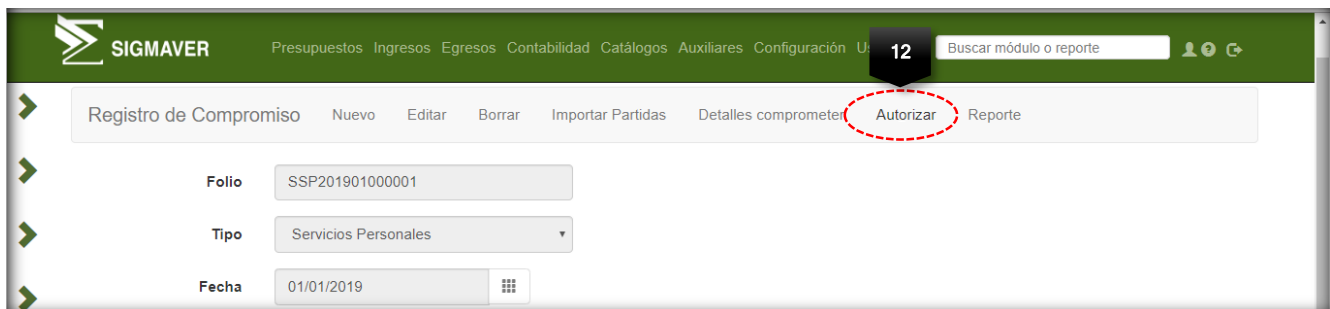 SIGMAVER Presupuestos Ingresos Egresos Contabilidad Catálogos Auxiliares Configuración 12 Buscar módulo o reporte
Registro de Compromiso Nuevo Editar Borrar Importar Partidas Detalles comprometer Autorizar Reporte
Folio SSP201901000001
Tipo Servicios Personales
Fecha 01/01/2019